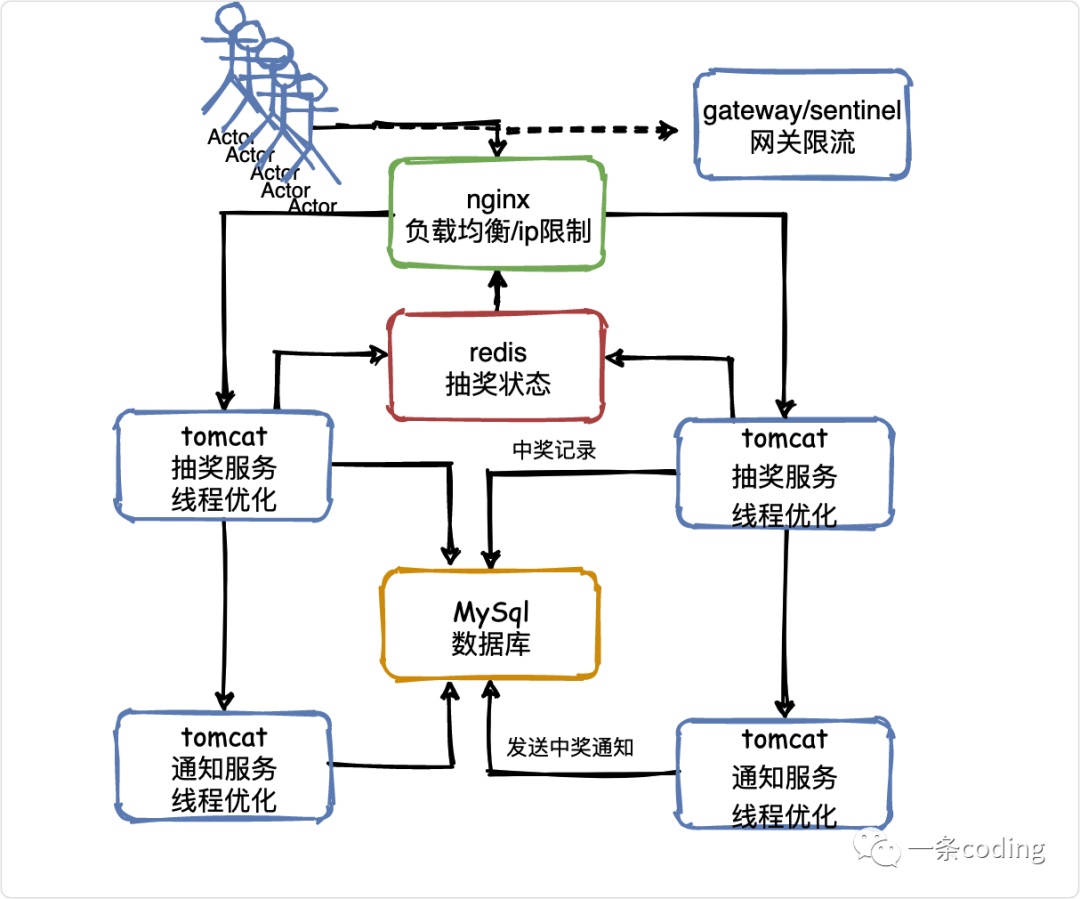 Actor
Actor
Actor
Actor
Actor
gateway/sentinel
网关限流
nginx
负载均衡/ip限制
redis
抽奖状态
tomcat
抽奖服务
线程优化
中奖记录
tomcat
抽奖服务
线程优化
MySql
数据库
tomcat
通知服务
线程优化
发送中奖通知
tomcat
通知服务
线程优化
一条coding